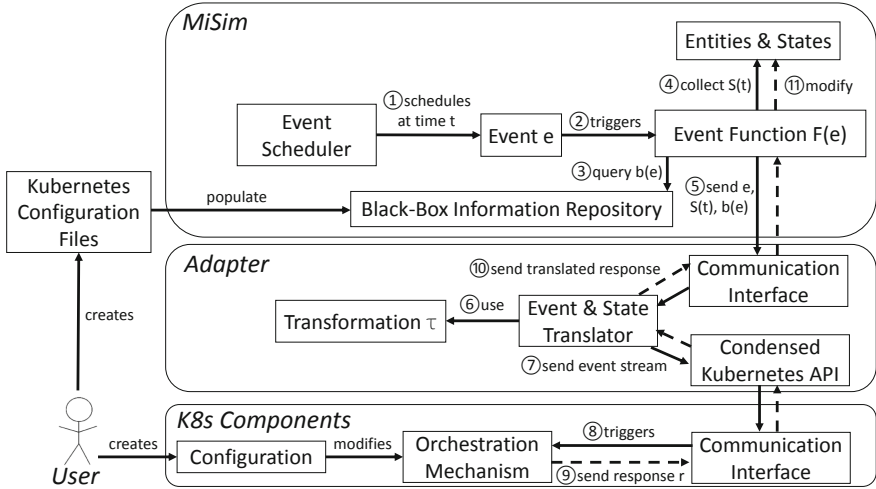 MiSim
Entities & States
④collect S(t)
⑪modify
①schedules
at time t
Event
Scheduler
Event e
②triggers
Event Function F(e)
③query b(e)
⑤send e,
S(t), b(e)
Kubernetes
Configuration
Files
populate
Black-Box Information Repository
Adapter
⑩send translated response
Communication
Interface
creates
Transformation τ
⑥use
Event & State
Translator
⑦send event stream
Condensed
Kubernetes API
K8s Components
User
creates
Configuration
modifies
Orchestration
Mechanism
⑧triggers
⑨send response r
Communication
Interface